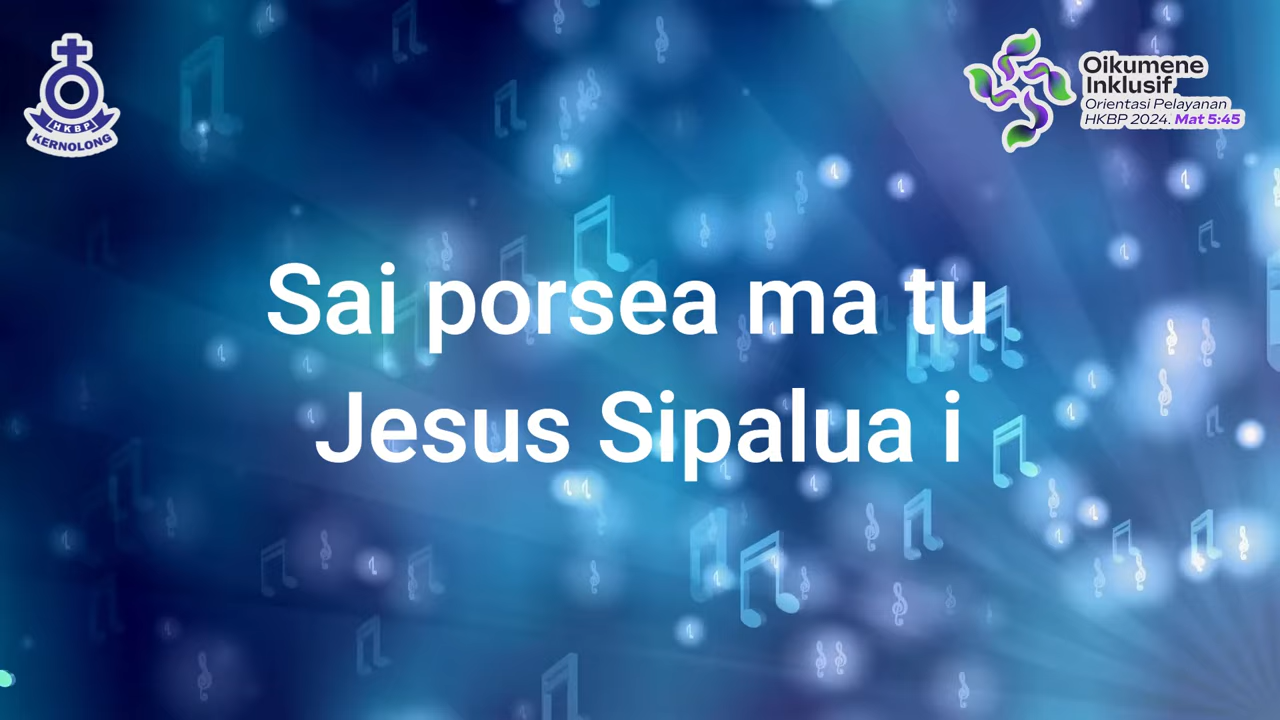 HKBP
KERNOLONG
Oikumene
Inklusif
Orientasi Pelayanan
HKBP 2024. Mat 5:45
Sai porsea ma tu
Jesus Sipalua i